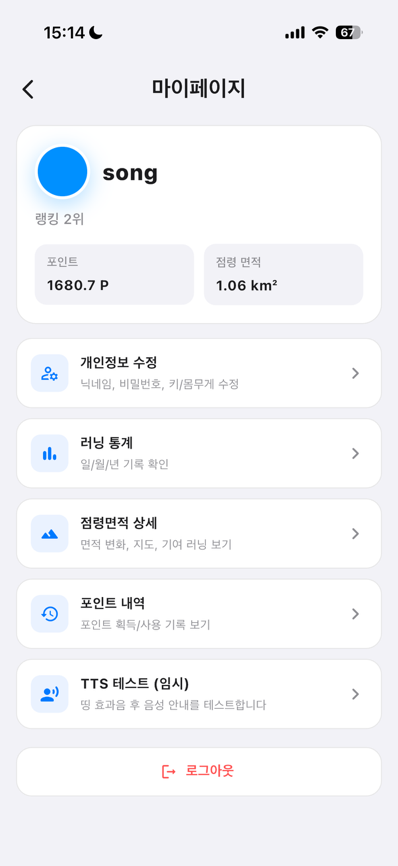 15:14
67
마이페이지
song
랭킹 2위
포인트
1680.7 P
점령 면적
1.06 km²
개인정보 수정
닉네임, 비밀번호, 키/몸무게 수정
러닝 통계
일/월/년 기록 확인
점령면적 상세
면적 변화, 지도, 기여 러닝 보기
포인트 내역
포인트 획득/사용 기록 보기
TTS 테스트 (임시)
띵 효과음 후 음성 안내를 테스트합니다
로그아웃